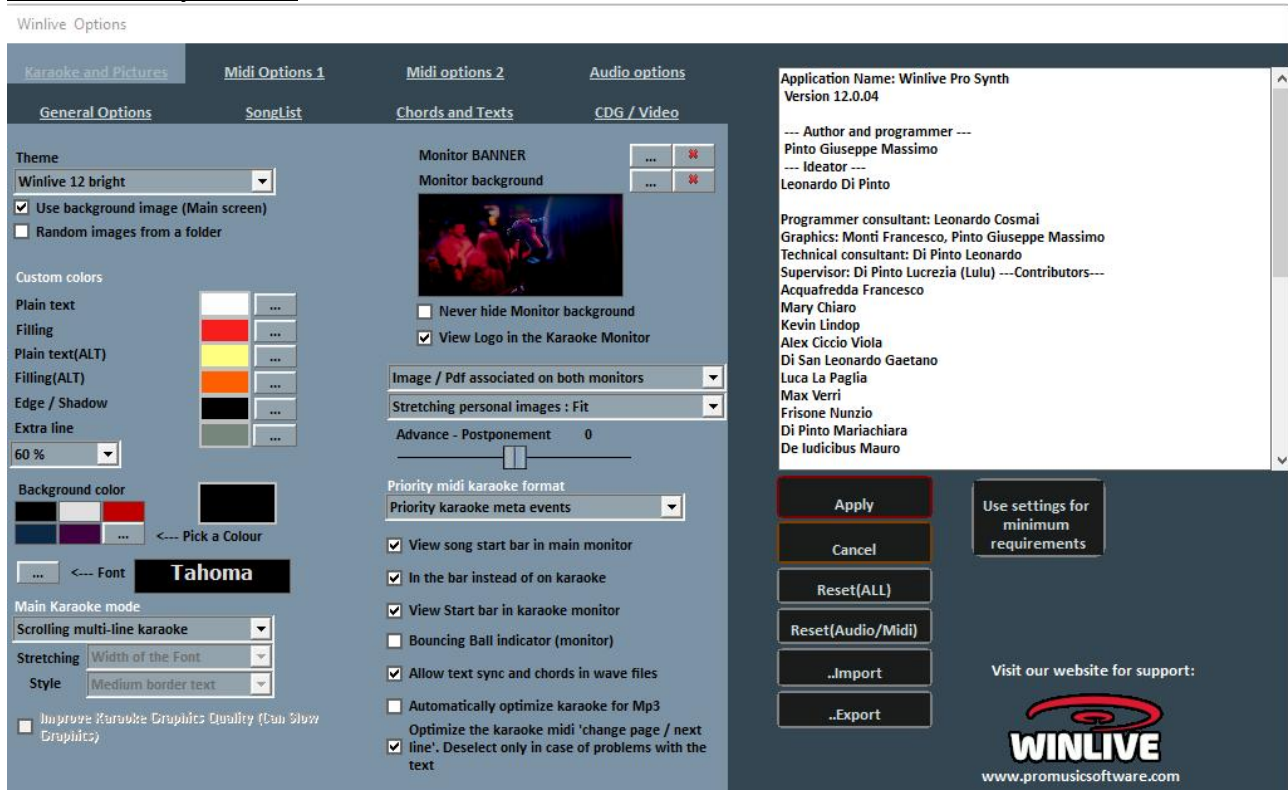 Winlive Options
Karaoke and Pictures
Midi Options 1
Midi options 2
Audio options
General Options
SongList
Chords and Texts
CDG / Video
Theme
Winlive 12 bright
Use background image (Main screen)
Random images from a folder
Custom colors
Plain text
...
Filling
...
Plain text(ALT)
...
Filling(ALT)
...
Edge / Shadow
...
Extra line
...
60 %
Background color
...
<--- Pick a Colour
...
<--- Font
Tahoma
Main Karaoke mode
Scrolling multi-line karaoke
Stretching
Width of the Font
Style
Medium border text
Improve Karaoke Graphics Quality (Can Slow
Graphics)
Monitor BANNER
...
Monitor background
...
Never hide Monitor background
View Logo in the Karaoke Monitor
Image / Pdf associated on both monitors
Stretching personal images : Fit
Advance - Postponement 0
Priority midi karaoke format
Priority karaoke meta events
View song start bar in main monitor
In the bar instead of on karaoke
View Start bar in karaoke monitor
Bouncing Ball indicator (monitor)
Allow text sync and chords in wave files
Automatically optimize karaoke for Mp3
Optimize the karaoke midi 'change page / next
line'. Deselect only in case of problems with the
text
Application Name: Winlive Pro Synth
Version 12.0.04
--- Author and programmer ---
Pinto Giuseppe Massimo
--- Ideator ---
Leonardo Di Pinto
Programmer consultant: Leonardo Cosmai
Graphics: Monti Francesco, Pinto Giuseppe Massimo
Technical consultant: Di Pinto Leonardo
Supervisor: Di Pinto Lucrezia (Lulu) ---Contributors---
Acquafredda Francesco
Mary Chiaro
Kevin Lindop
Alex Ciccio Viola
Di San Leonardo Gaetano
Luca La Paglia
Max Verri
Frisone Nunzio
Di Pinto Mariachiara
De Iudicibus Mauro
Apply
Cancel
Reset(ALL)
Reset(Audio/Midi)
..Import
..Export
Use settings for
minimum
requirements
Visit our website for support:
WINLIVE
www.promusicsoftware.com